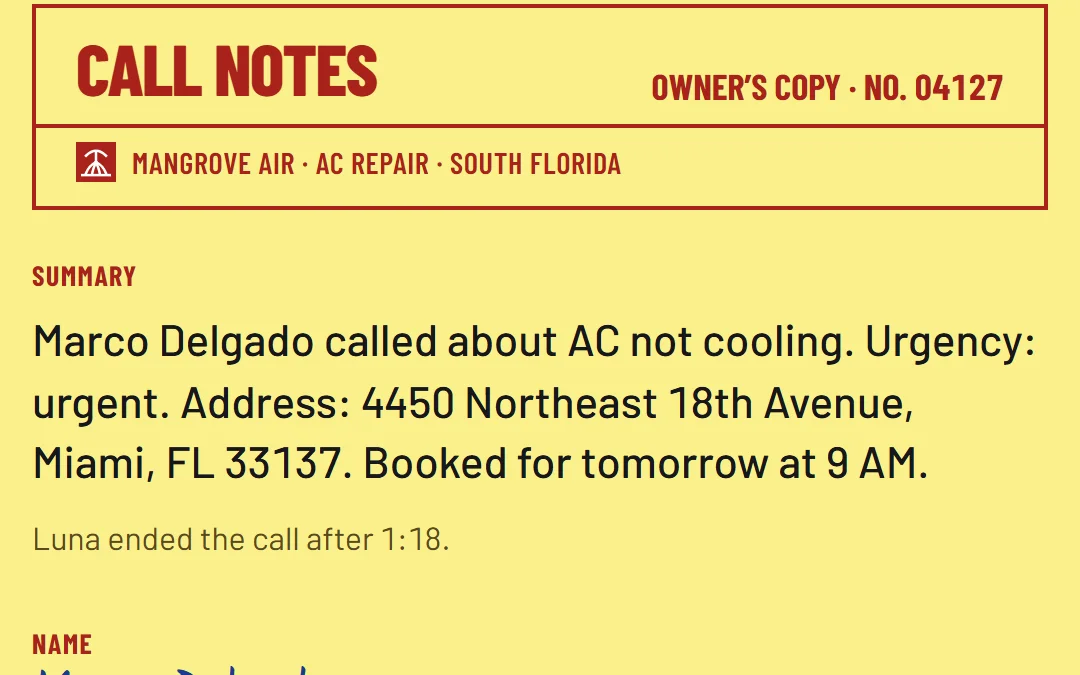 CALL NOTES
OWNER’S COPY · NO. 04127
MANGROVE AIR · AC REPAIR · SOUTH FLORIDA
SUMMARY
Marco Delgado called about AC not cooling. Urgency:
urgent. Address: 4450 Northeast 18th Avenue,
Miami, FL 33137. Booked for tomorrow at 9 AM.
Luna ended the call after 1:18.
NAME